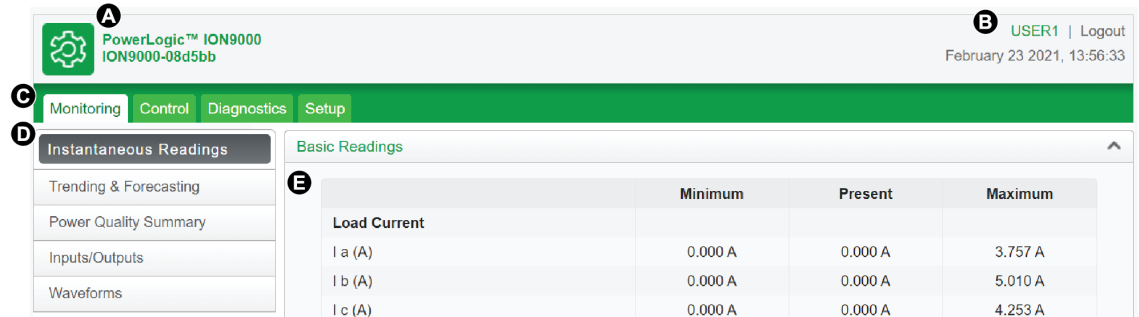 A
PowerLogic™ ION9000
ION9000-08d5bb
B USER1 | Logout
February 23 2021, 13:56:33
C Monitoring Control Diagnostics Setup
D Instantaneous Readings
Trending & Forecasting
Power Quality Summary
Inputs/Outputs
Waveforms
Basic Readings
E Minimum Present Maximum
Load Current
I a (A) 0.000 A 0.000 A 3.757 A
I b (A) 0.000 A 0.000 A 5.010 A
I c (A) 0.000 A 0.000 A 4.253 A